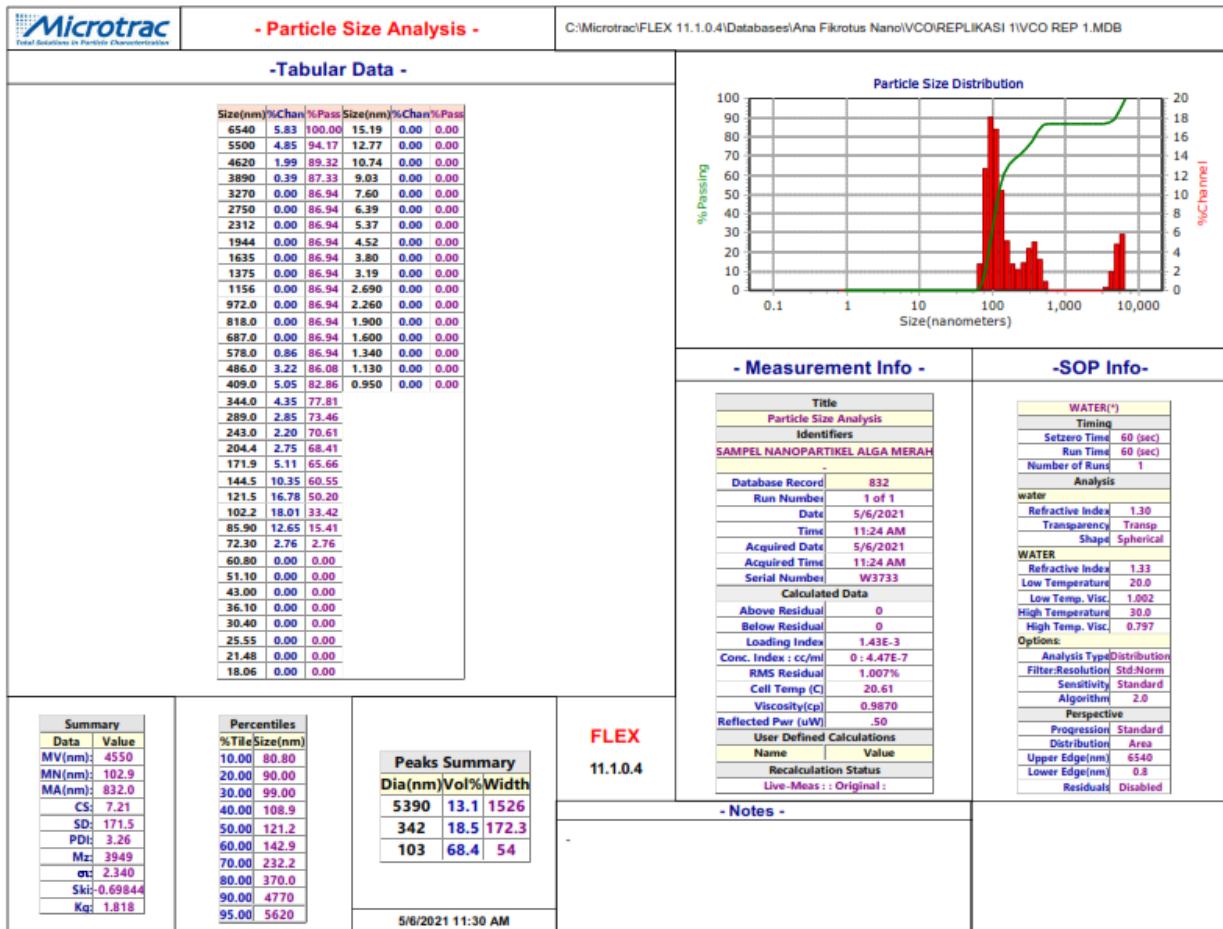 Microtrac
Total Solutions in Particle Characterization
- Particle Size Analysis -
C:\Microtrac\FLEX 11.1.0.4\Databases\Ana Fikrotus Nano\VCO\REPLIKASI 1\VCO REP 1.MDB
-Tabular Data -
Size(nm) %Chan %Pass Size(nm) %Chan %Pass
6540 5.83 100.00 15.19 0.00 0.00
5500 4.85 94.17 12.77 0.00 0.00
4620 1.99 89.32 10.74 0.00 0.00
3890 0.39 87.33 9.03 0.00 0.00
3270 0.00 86.94 7.60 0.00 0.00
2750 0.00 86.94 6.39 0.00 0.00
2312 0.00 86.94 5.37 0.00 0.00
1944 0.00 86.94 4.52 0.00 0.00
1635 0.00 86.94 3.80 0.00 0.00
1375 0.00 86.94 3.19 0.00 0.00
1156 0.00 86.94 2.690 0.00 0.00
972.0 0.00 86.94 2.260 0.00 0.00
818.0 0.00 86.94 1.900 0.00 0.00
687.0 0.00 86.94 1.600 0.00 0.00
578.0 0.86 86.94 1.340 0.00 0.00
486.0 3.22 86.08 1.130 0.00 0.00
409.0 5.05 82.86 0.950 0.00 0.00
344.0 4.35 77.81
289.0 2.85 73.46
243.0 2.20 70.61
204.4 2.75 68.41
171.9 5.11 65.66
144.5 10.35 60.55
121.5 16.78 50.20
102.2 18.01 33.42
85.90 12.65 15.41
72.30 2.76 2.76
60.80 0.00 0.00
51.10 0.00 0.00
43.00 0.00 0.00
36.10 0.00 0.00
30.40 0.00 0.00
25.55 0.00 0.00
21.48 0.00 0.00
18.06 0.00 0.00
Particle Size Distribution
%Passing
100
90
80
70
60
50
40
30
20
10
0
20
18
16
14
12
10
8
6
4
2
0
%Channel
0.1 1 10 100 1,000 10,000
Size(nanometers)
- Measurement Info -
Title
Particle Size Analysis
Identifiers
SAMPEL NANOPARTIKEL ALGA MERAH
-
Database Record 832
Run Number 1 of 1
Date 5/6/2021
Time 11:24 AM
Acquired Date 5/6/2021
Acquired Time 11:24 AM
Serial Number W3733
Calculated Data
Above Residual 0
Below Residual 0
Loading Index 1.43E-3
Conc. Index : cc/ml 0 : 4.47E-7
RMS Residual 1.007%
Cell Temp (C) 20.61
Viscosity(cp) 0.9870
Reflected Pwr (uW) .50
User Defined Calculations
Name Value
Recalculation Status
Live-Meas : : Original :
-SOP Info-
WATER(*)
Timing
Setzero Time 60 (sec)
Run Time 60 (sec)
Number of Runs 1
Analysis
water
Refractive Index 1.30
Transparency Transp
Shape Spherical
WATER
Refractive Index 1.33
Low Temperature 20.0
Low Temp. Visc. 1.002
High Temperature 30.0
High Temp. Visc. 0.797
Options:
Analysis Type Distribution
Filter:Resolution Std:Norm
Sensitivity Standard
Algorithm 2.0
Perspective
Progression Standard
Distribution Area
Upper Edge(nm) 6540
Lower Edge(nm) 0.8
Residuals Disabled
Summary
Data Value
MV(nm): 4550
MN(nm): 102.9
MA(nm): 832.0
CS: 7.21
SD: 171.5
PDI: 3.26
Mz: 3949
σι: 2.340
Ski: -0.69844
Kg: 1.818
Percentiles
%Tile Size(nm)
10.00 80.80
20.00 90.00
30.00 99.00
40.00 108.9
50.00 121.2
60.00 142.9
70.00 232.2
80.00 370.0
90.00 4770
95.00 5620
Peaks Summary
Dia(nm) Vol% Width
5390 13.1 1526
342 18.5 172.3
103 68.4 54
5/6/2021 11:30 AM
FLEX
11.1.0.4
- Notes -
-